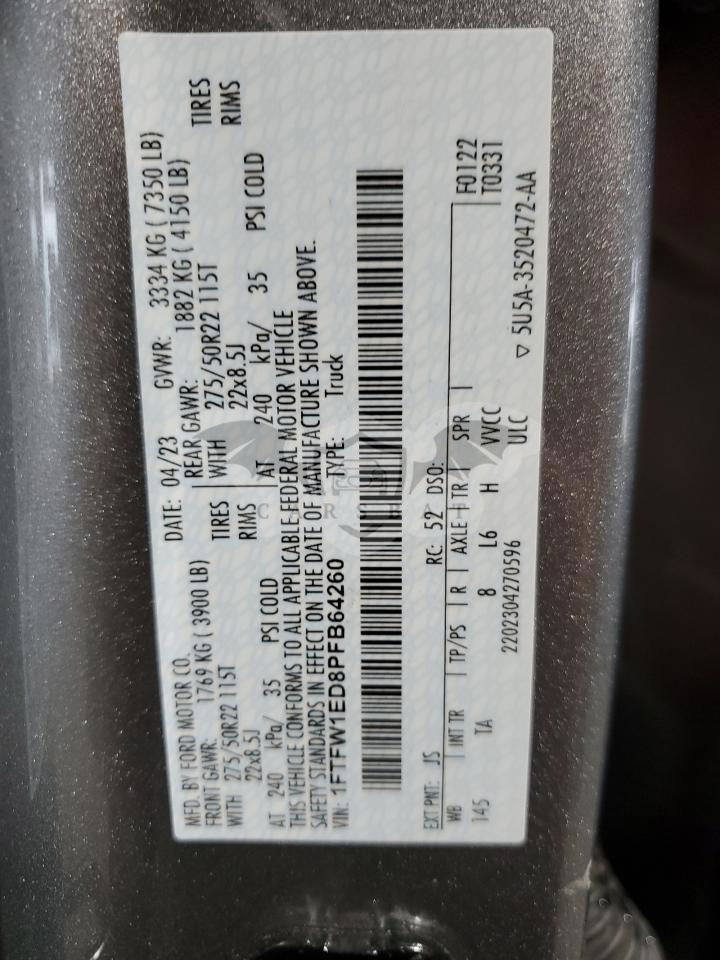 MFD. BY FORD MOTOR CO. DATE: 04/23 GVWR: 3334 KG ( 7350 LB)
FRONT GAWR: 1769 KG ( 3900 LB) REAR GAWR: 1882 KG ( 4150 LB)
WITH 275/50R22 115T TIRES WITH 275/50R22 115T TIRES
22x8.5J RIMS 22x8.5J RIMS
AT 240 kPa/ 35 PSI COLD AT 240 kPa/ 35 PSI COLD
THIS VEHICLE CONFORMS TO ALL APPLICABLE FEDERAL MOTOR VEHICLE
SAFETY STANDARDS IN EFFECT ON THE DATE OF MANUFACTURE SHOWN ABOVE.
VIN: 1FTFW1ED8PFB64260 TYPE: Truck
EXT PNT: JS RC: 52 DSO: F0122
WB INT TR TP/PS R AXLE TR SPR T0331
145 TA 8 L6 H VVCC
2202304270596 ULC
▽ 5U5A-3520472-AA